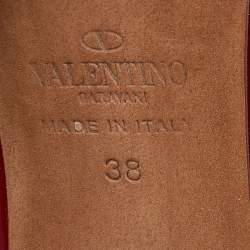 VALENTINO
GARAVANI
MADE IN ITALY
38